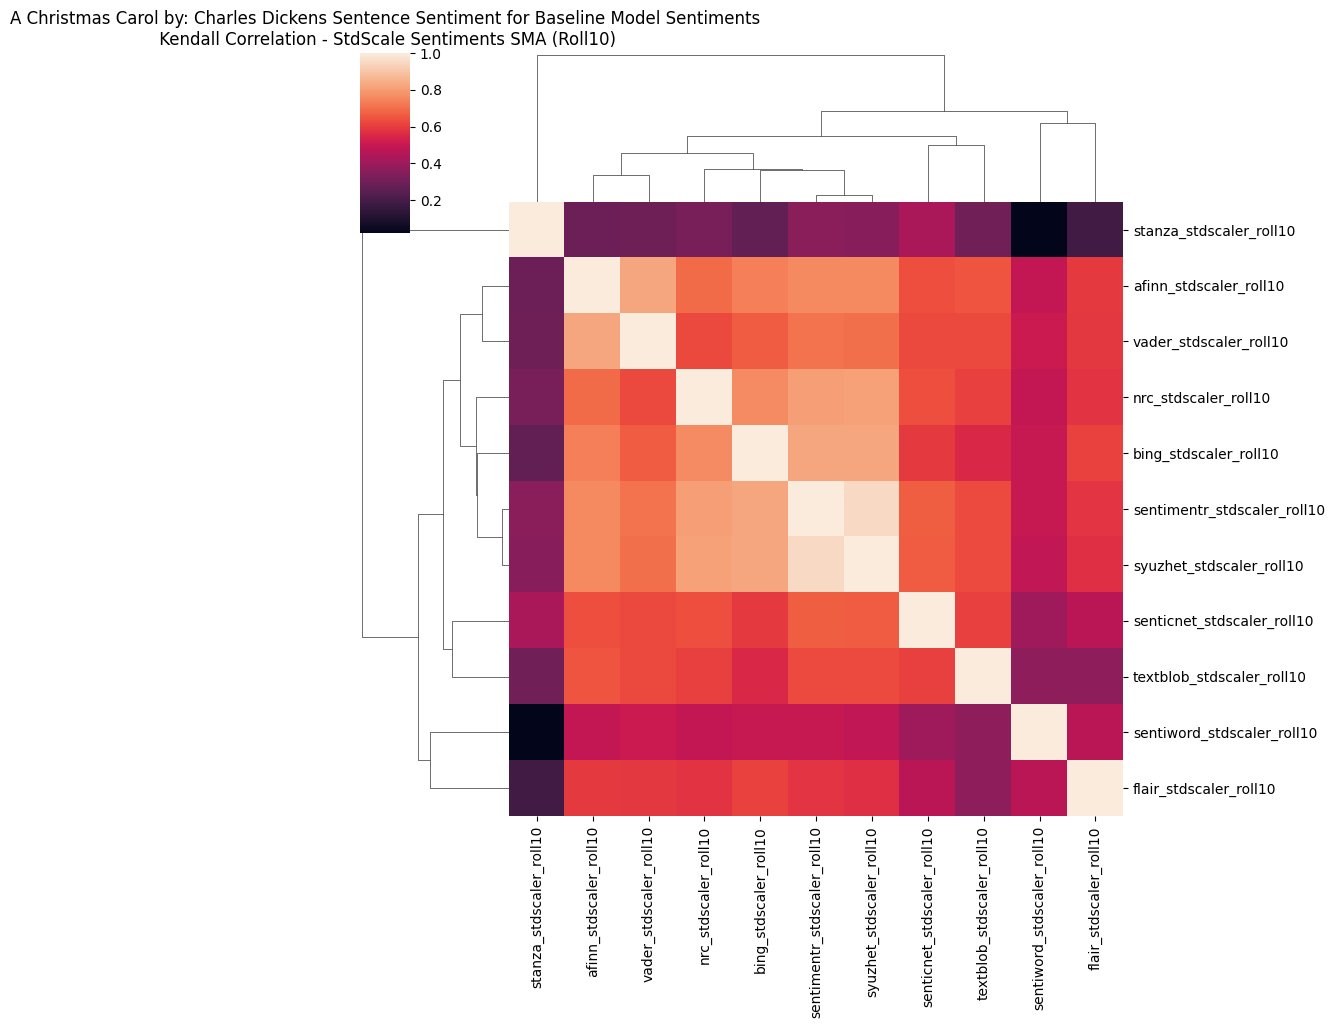 A Christmas Carol by: Charles Dickens Sentence Sentiment for Baseline Model Sentiments
Kendall Correlation - StdScale Sentiments SMA (Roll10)
1.0
0.8
0.6
0.4
0.2
stanza_stdscaler_roll10
afinn_stdscaler_roll10
vader_stdscaler_roll10
nrc_stdscaler_roll10
bing_stdscaler_roll10
sentimentr_stdscaler_roll10
syuzhet_stdscaler_roll10
senticnet_stdscaler_roll10
textblob_stdscaler_roll10
sentiword_stdscaler_roll10
flair_stdscaler_roll10
stanza_stdscaler_roll10
afinn_stdscaler_roll10
vader_stdscaler_roll10
nrc_stdscaler_roll10
bing_stdscaler_roll10
sentimentr_stdscaler_roll10
syuzhet_stdscaler_roll10
senticnet_stdscaler_roll10
textblob_stdscaler_roll10
sentiword_stdscaler_roll10
flair_stdscaler_roll10